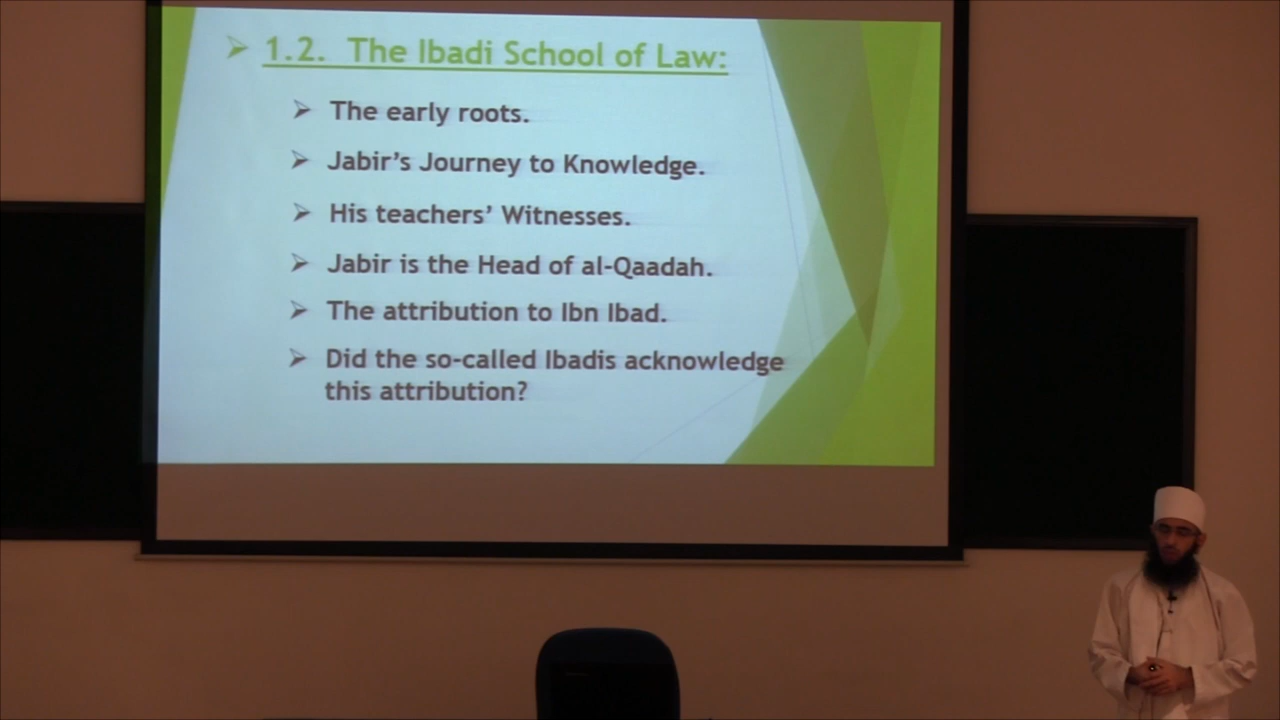 1.2. The Ibadi School of Law:
The early roots.
Jabir's Journey to Knowledge.
His teachers' Witnesses.
Jabir is the Head of al-Qaadah.
The attribution to Ibn Ibad.
Did the so-called Ibadis acknowledge
this attribution?